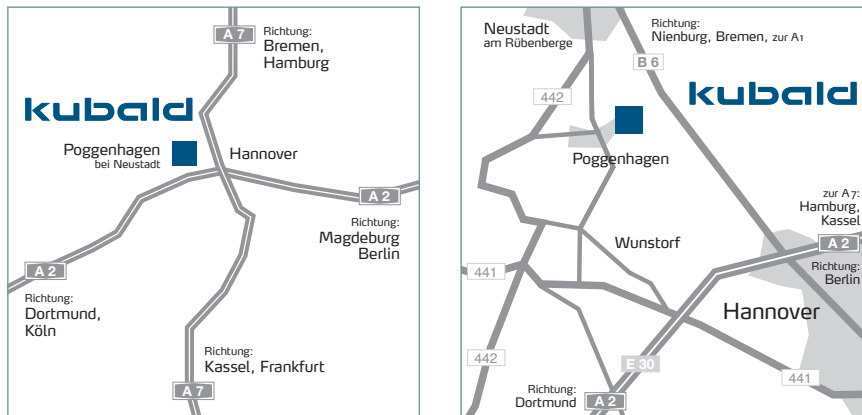 A 7
Richtung:
Bremen,
Hamburg
kubald
Poggenhagen
bei Neustadt
Hannover
A 2
Richtung:
Magdeburg
Berlin
A 2
Richtung:
Dortmund,
Köln
Richtung:
Kassel, Frankfurt
A 7
Neustadt
am Rübenberge
Richtung:
Nienburg, Bremen, zur A1
B 6
442
kubald
Poggenhagen
zur A7:
Hamburg,
Kassel
Wunstorf
A 2
441
Richtung:
Berlin
Hannover
442
E 30
441
Richtung:
Dortmund
A 2